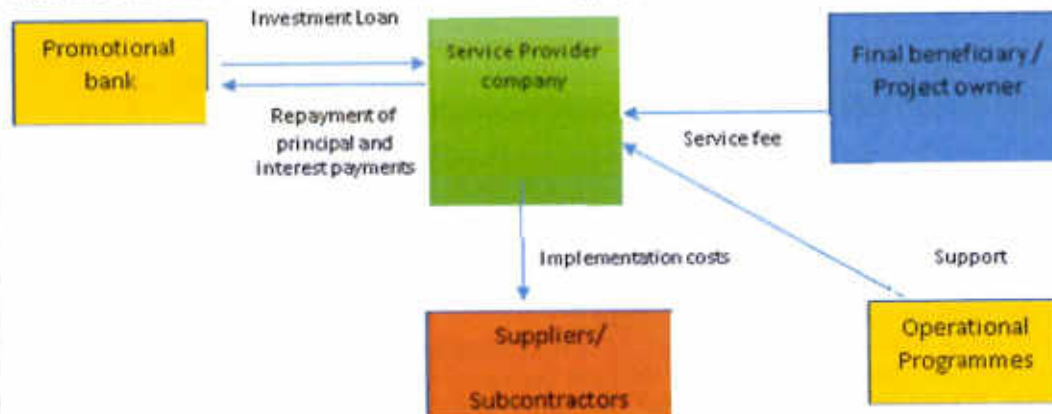 Investment Loan
Promotional
bank
Service Provider
company
Final beneficiary /
Project owner
Repayment of
principal and
interest payments
Service fee
Implementation costs
Support
Suppliers/
Subcontractors
Operational
Programmes